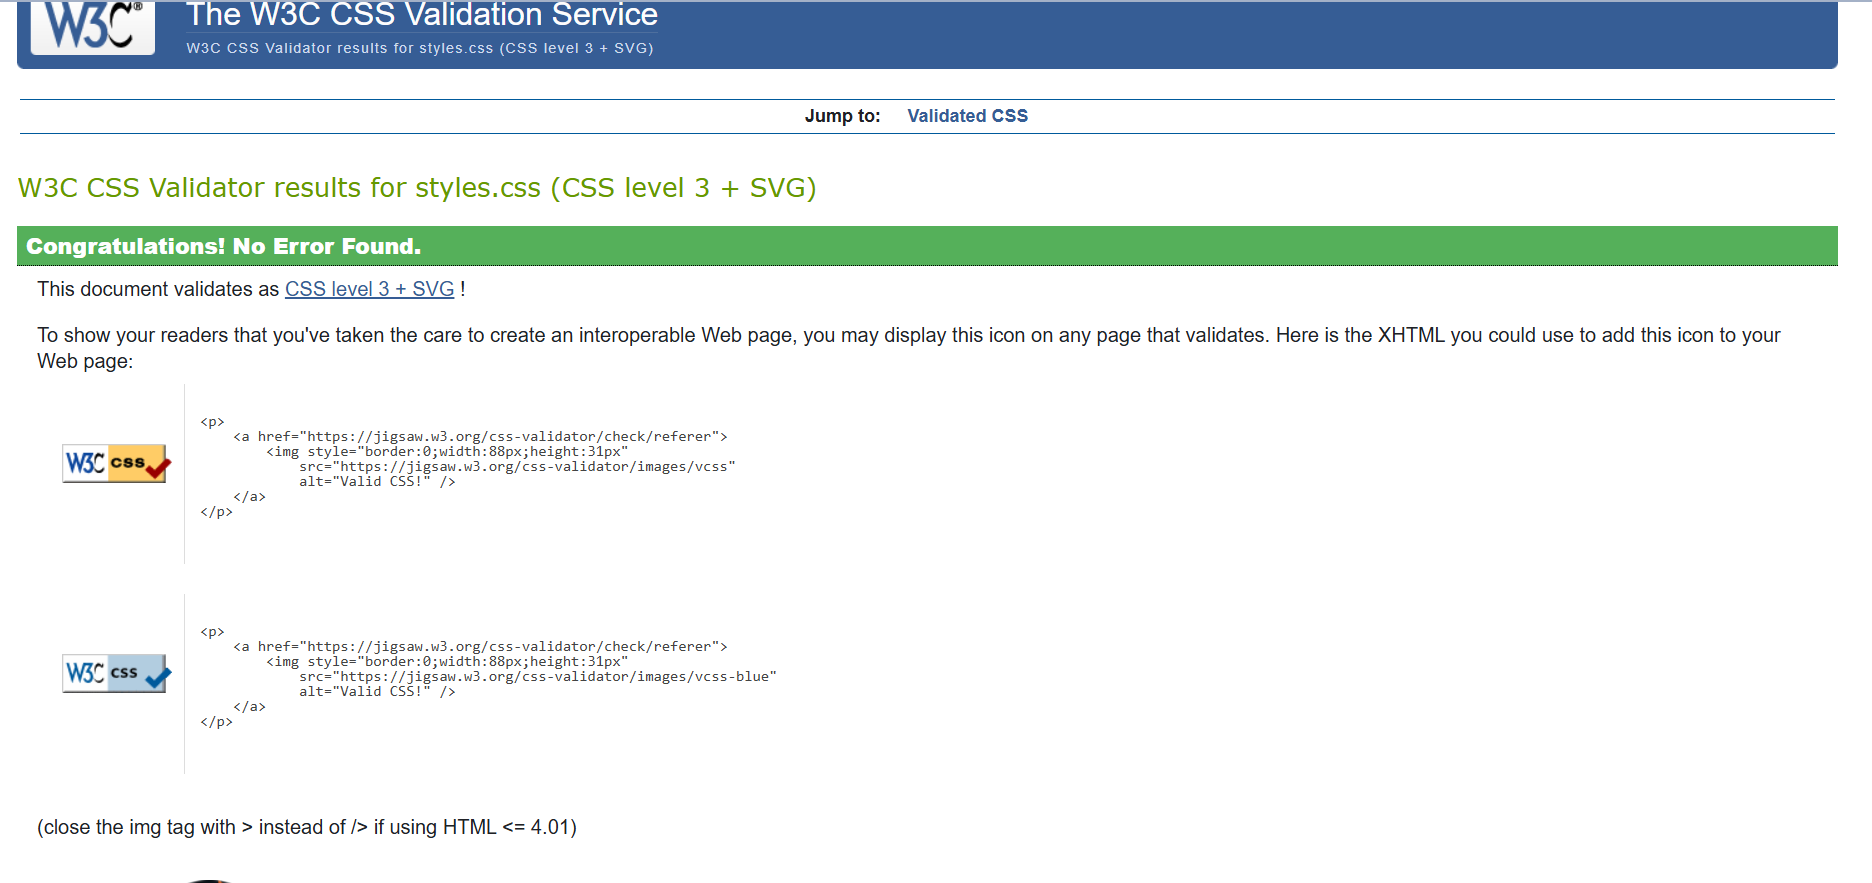 W3C®
The W3C CSS Validation Service
W3C CSS Validator results for styles.css (CSS level 3 + SVG)
Jump to: Validated CSS
W3C CSS Validator results for styles.css (CSS level 3 + SVG)
Congratulations! No Error Found.
This document validates as CSS level 3 + SVG !
To show your readers that you've taken the care to create an interoperable Web page, you may display this icon on any page that validates. Here is the XHTML you could use to add this icon to your
Web page:
W3C css
<p>
    <a href="https://jigsaw.w3.org/css-validator/check/referer">
        <img style="border:0;width:88px;height:31px"
            src="https://jigsaw.w3.org/css-validator/images/vcss"
            alt="Valid CSS!" />
    </a>
</p>
W3C css
<p>
    <a href="https://jigsaw.w3.org/css-validator/check/referer">
        <img style="border:0;width:88px;height:31px"
            src="https://jigsaw.w3.org/css-validator/images/vcss-blue"
            alt="Valid CSS!" />
    </a>
</p>
(close the img tag with > instead of /> if using HTML <= 4.01)